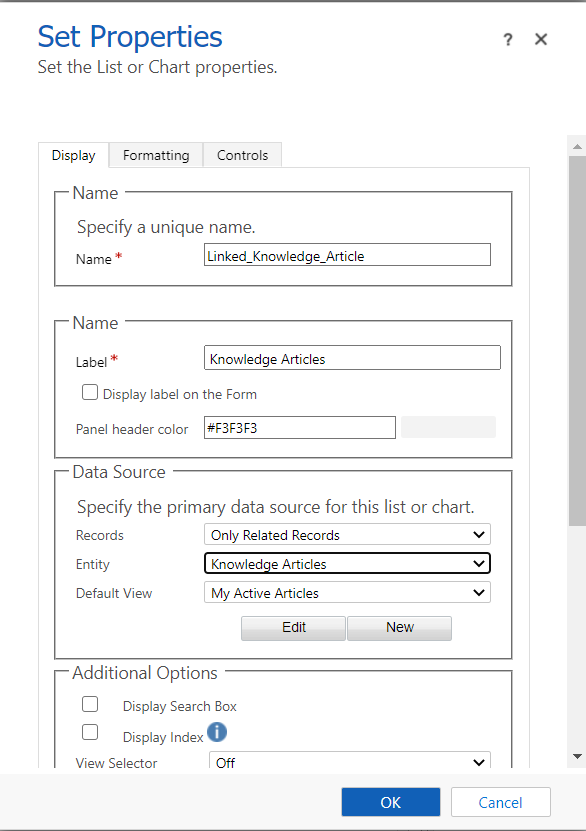 Set Properties
?
Set the List or Chart properties.
Display
Formatting
Controls
Name
Specify a unique name.
Name *
Linked_Knowledge_Article
Name
Label *
Knowledge Articles
Display label on the Form
Panel header color
#F3F3F3
Data Source
Specify the primary data source for this list or chart.
Records
Only Related Records
Entity
Knowledge Articles
Default View
My Active Articles
Edit
New
Additional Options
Display Search Box
Display Index
i
View Selector
Off
OK
Cancel